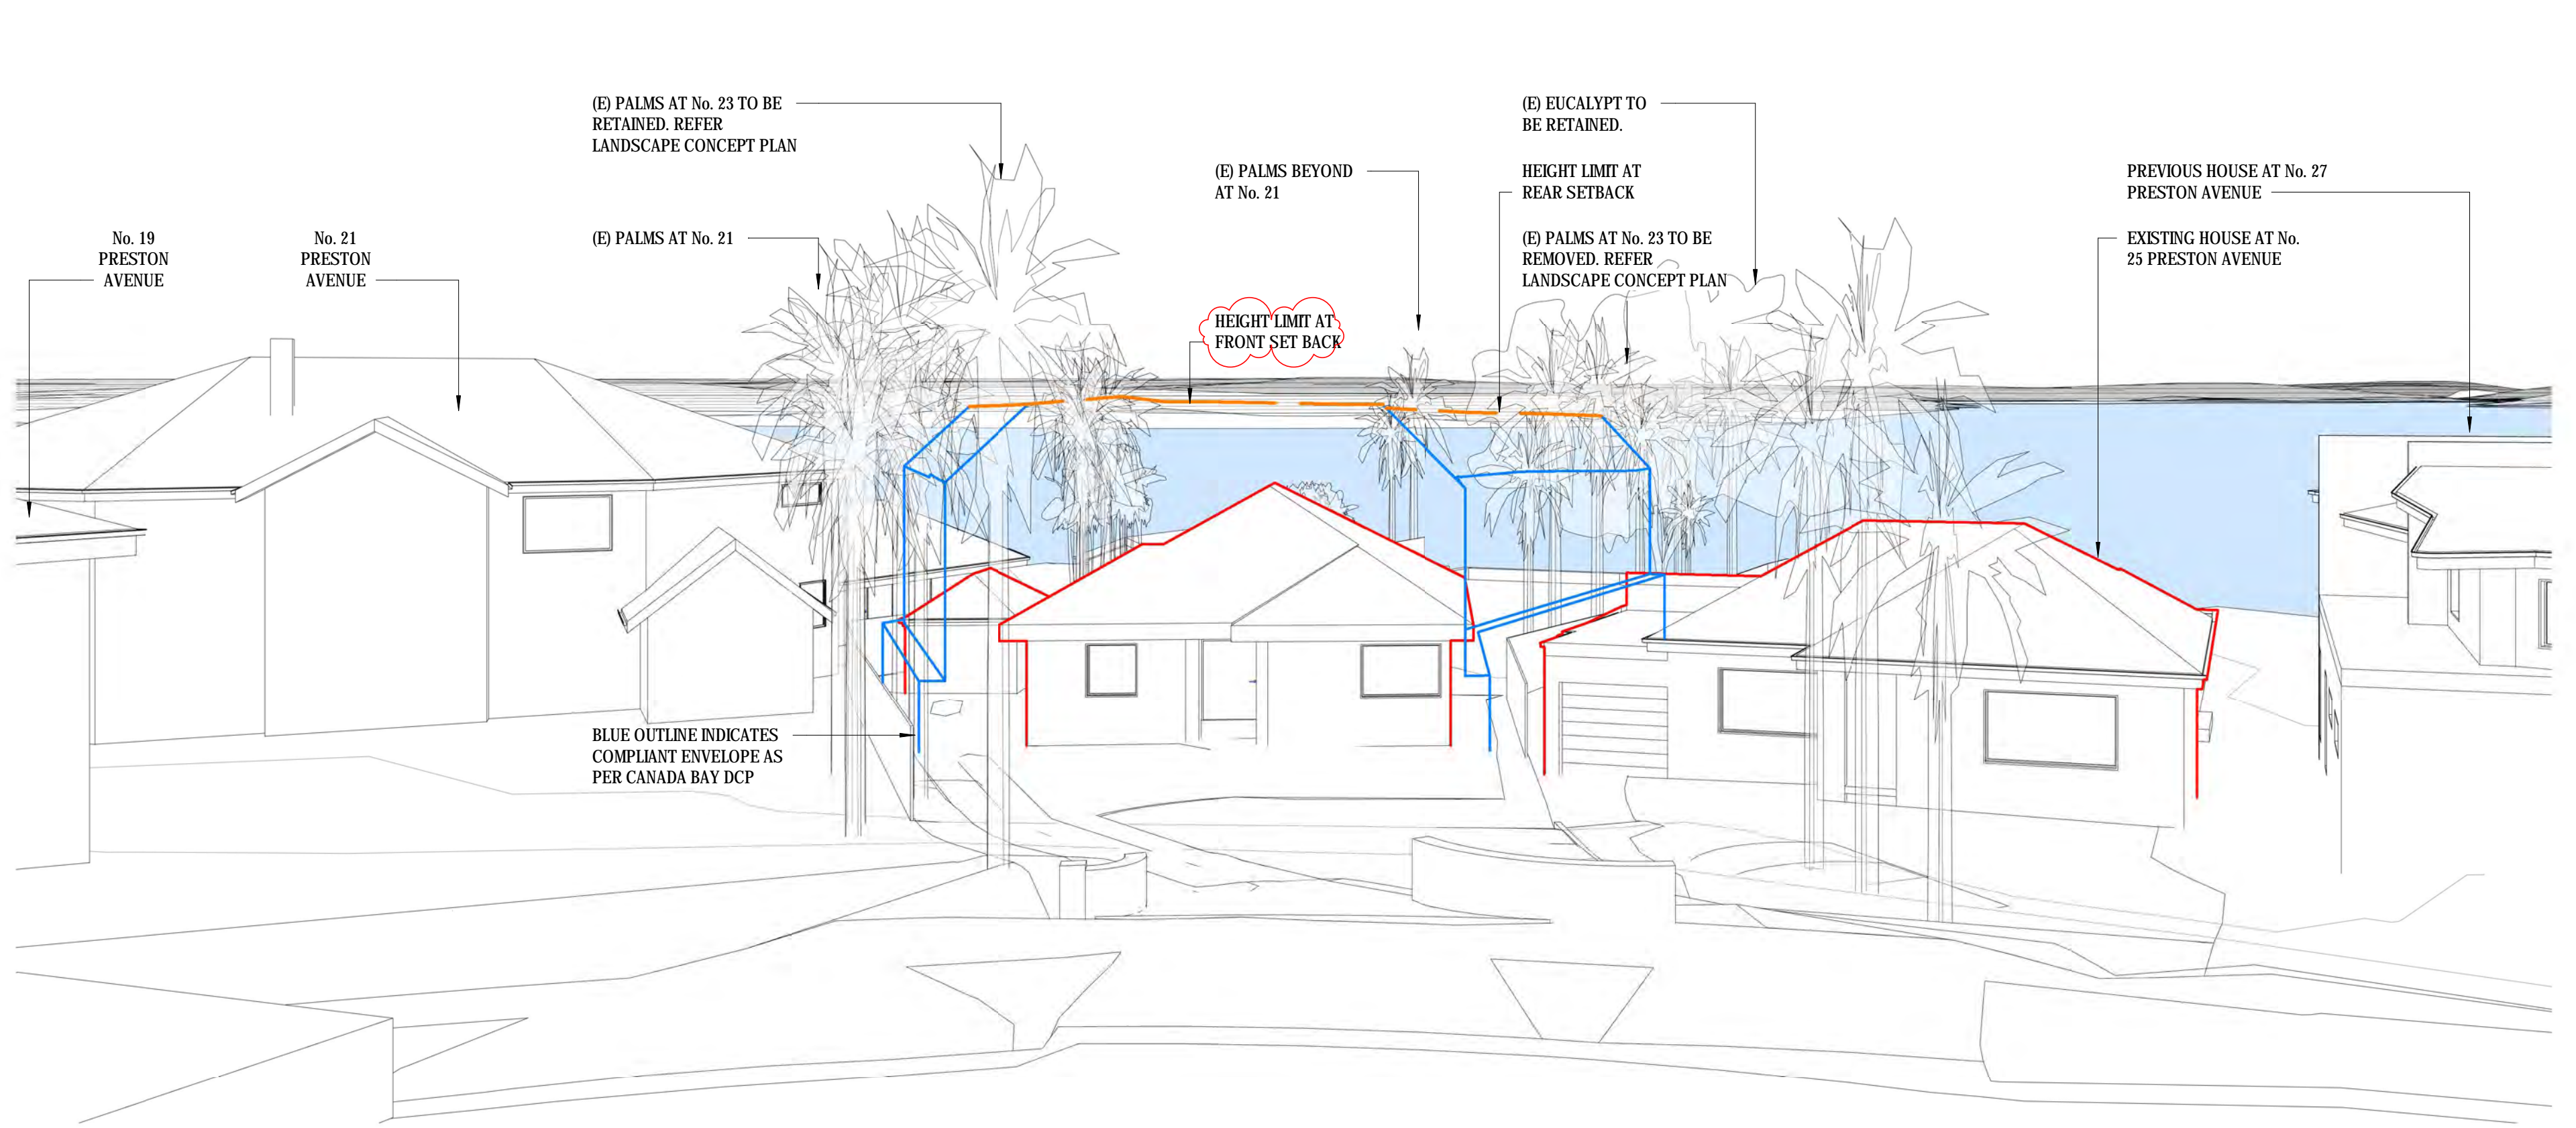 (E) PALMS AT No. 23 TO BE
RETAINED. REFER
LANDSCAPE CONCEPT PLAN
(E) EUCALYPT TO
BE RETAINED.
(E) PALMS BEYOND
AT No. 21
HEIGHT LIMIT AT
REAR SETBACK
PREVIOUS HOUSE AT No. 27
PRESTON AVENUE
No. 19
PRESTON
AVENUE
No. 21
PRESTON
AVENUE
(E) PALMS AT No. 21
(E) PALMS AT No. 23 TO BE
REMOVED. REFER
LANDSCAPE CONCEPT PLAN
EXISTING HOUSE AT No.
25 PRESTON AVENUE
HEIGHT LIMIT AT
FRONT SET BACK
BLUE OUTLINE INDICATES
COMPLIANT ENVELOPE AS
PER CANADA BAY DCP